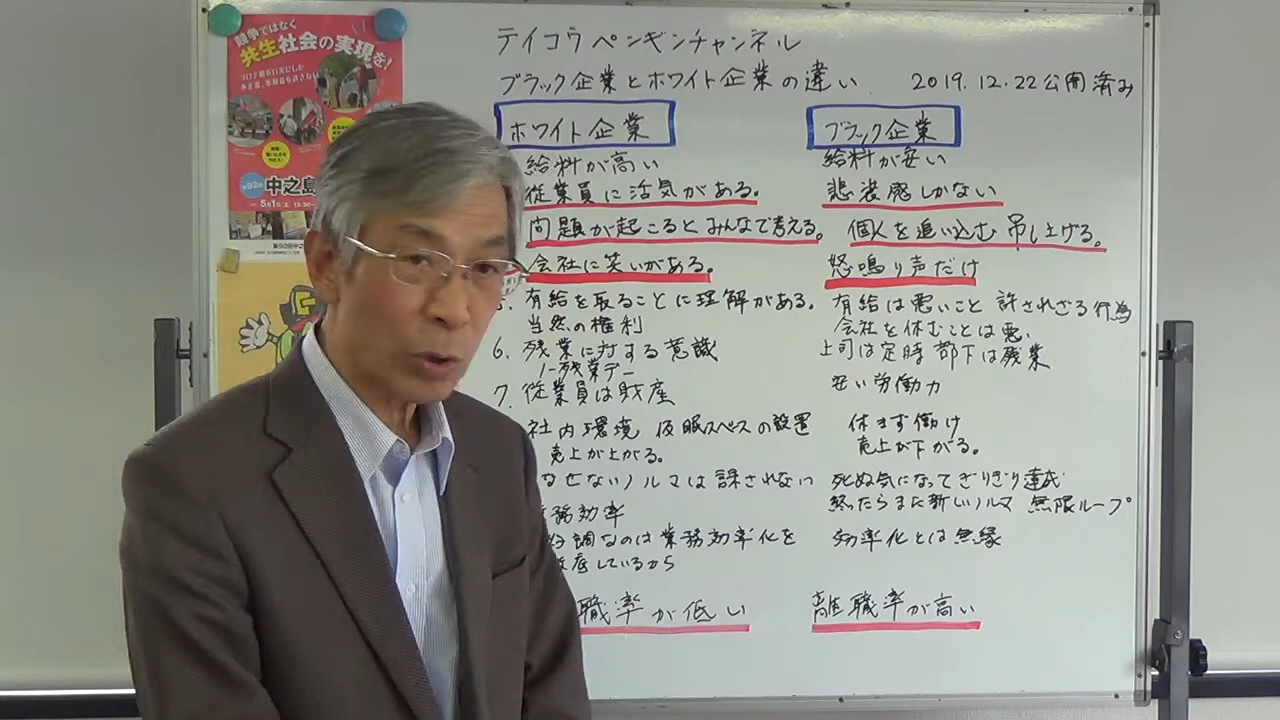 競争ではなく
共生社会の実現を!
中之島
5月1日
テイコウペンギンチャンネル
ブラック企業とホワイト企業の違い 2019.12.22公開済み
ホワイト企業
給料が高い
従業員に活気がある。
問題が起こるとみんなで考える。
会社に笑いがある。
有給を取ることに理解がある。
当然の権利
6. 残業に対する意識
ノー残業デー
7. 従業員は財産
社内環境 仮眠スペースの設置
売上が上がる。
なせないノルマは課されない
務効率
調なのは業務効率化を
底しているから
職率が低い
ブラック企業
給料が安い
悲装感しかない
個人を追い込む 吊し上げる。
怒鳴り声だけ
有給は悪いこと 許されざる行為
会社を休むことは悪、
上司は定時 部下は残業
安い労働力
休まず働け
売上が下がる。
死ぬ気になってぎりぎり達成
終ったらまた新しいノルマ 無限ループ
効率化とは無縁
離職率が高い